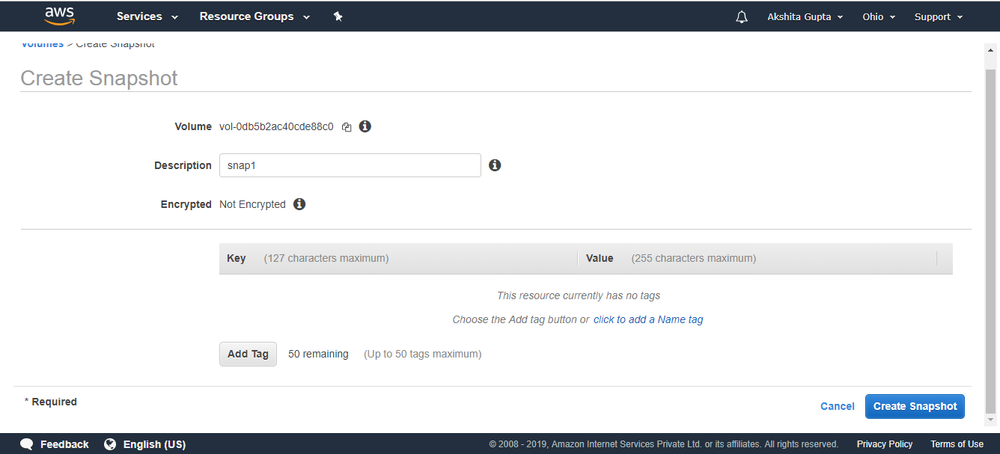 aws Services Resource Groups Akshita Gupta Ohio Support
Volumes > Create Snapshot
Create Snapshot
Volume vol-0db5b2ac40cde88c0
Description snap1
Encrypted Not Encrypted
Key (127 characters maximum) Value (255 characters maximum)
This resource currently has no tags
Choose the Add tag button or click to add a Name tag
Add Tag 50 remaining (Up to 50 tags maximum)
* Required
Cancel Create Snapshot
Feedback English (US) © 2008 - 2019, Amazon Internet Services Private Ltd. or its affiliates. All rights reserved. Privacy Policy Terms of Use